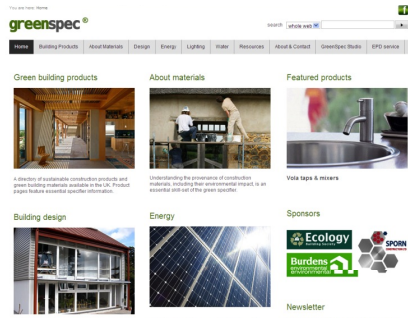 You are here: Home
greenspec®
search whole web
Home Building Products About Materials Design Energy Lighting Water Resources About & Contact GreenSpec Studio EPD service
Green building products
About materials
Featured products
A directory of sustainable construction products and
green building materials available in the UK. Product
pages feature essential specifier information.
Understanding the provenance of construction
materials, including their environmental impact, is an
essential skill-set of the green specifier.
Vola taps & mixers
Building design
Energy
Sponsors
Ecology
Building Society
SPORN
CONSTRUCTION
Burdens
environmental
Newsletter